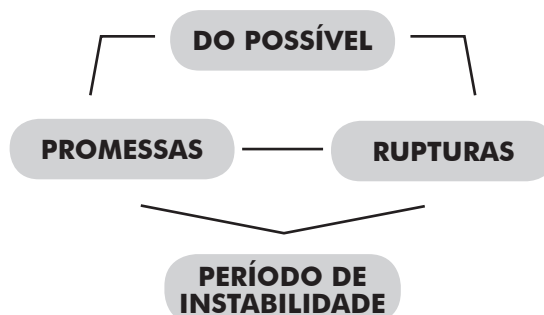 DO POSSÍVEL
PROMESSAS
RUPTURAS
PERÍODO DE
INSTABILIDADE